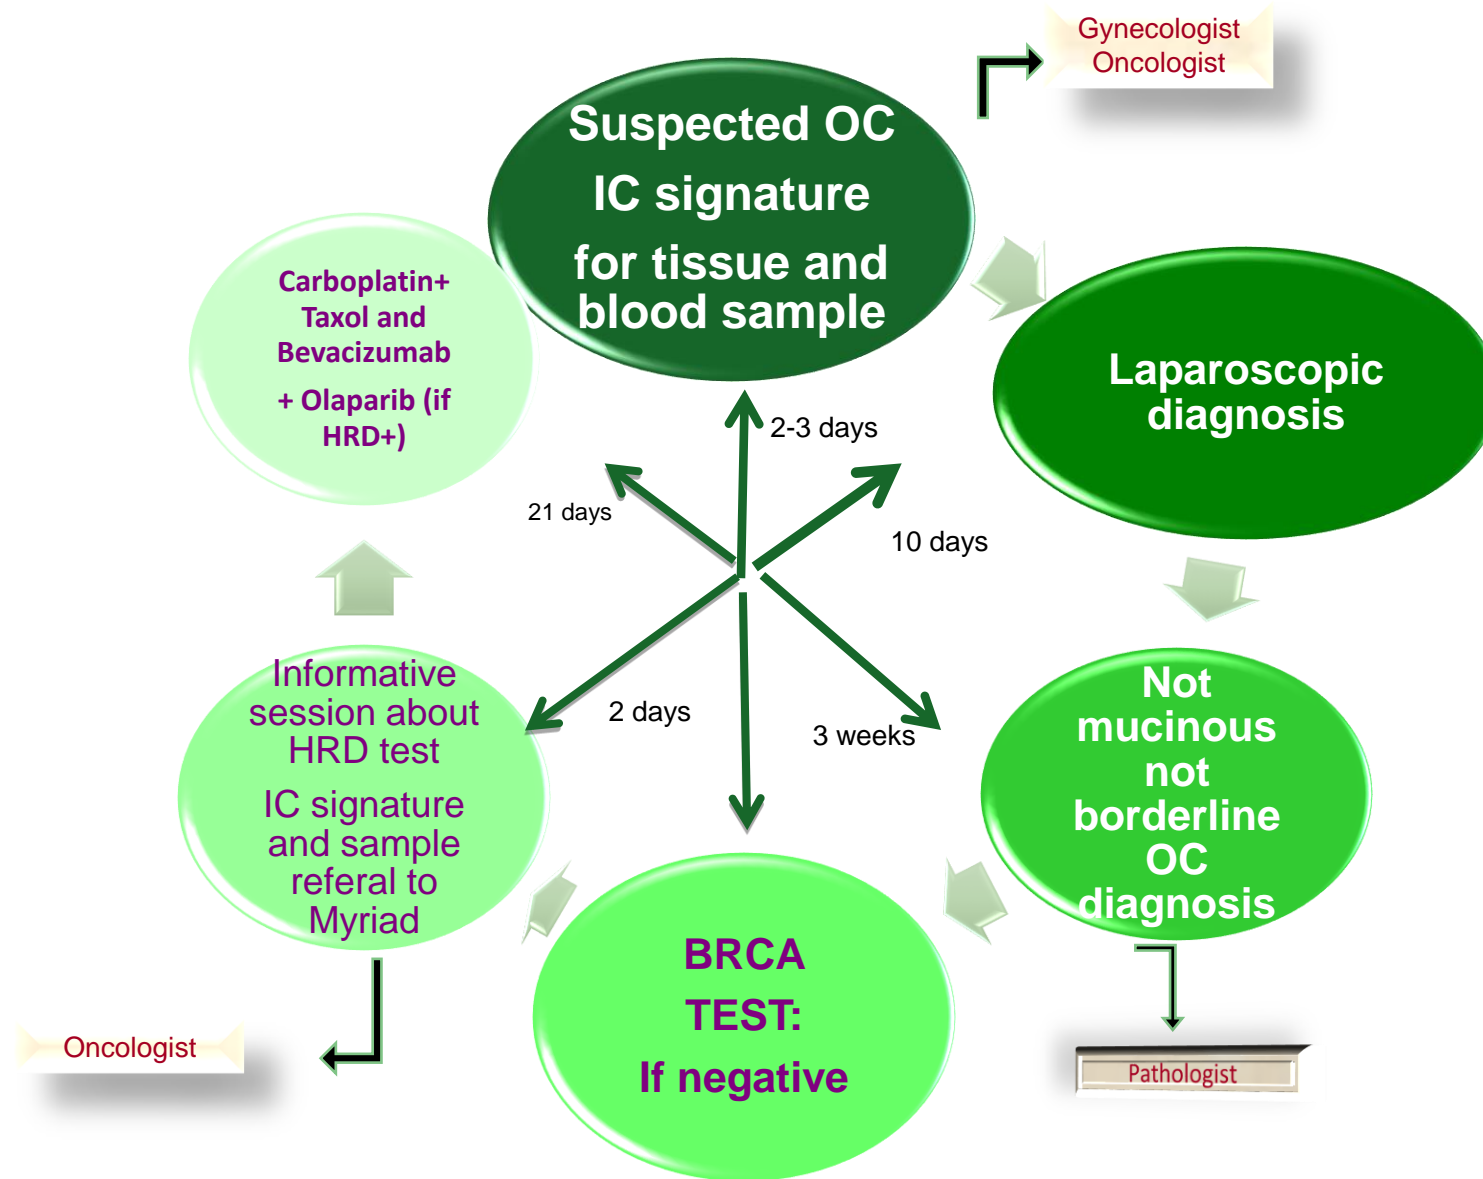 Gynecologist
Oncologist
Suspected OC
IC signature
for tissue and
blood sample
Laparoscopic
diagnosis
Not
mucinous
not
borderline
OC
diagnosis
Pathologist
BRCA
TEST:
If negative
Informative
session about
HRD test
IC signature
and sample
referal to
Myriad
Oncologist
Carboplatin+
Taxol and
Bevacizumab
+ Olaparib (if
HRD+)
2-3 days
10 days
3 weeks
2 days
21 days